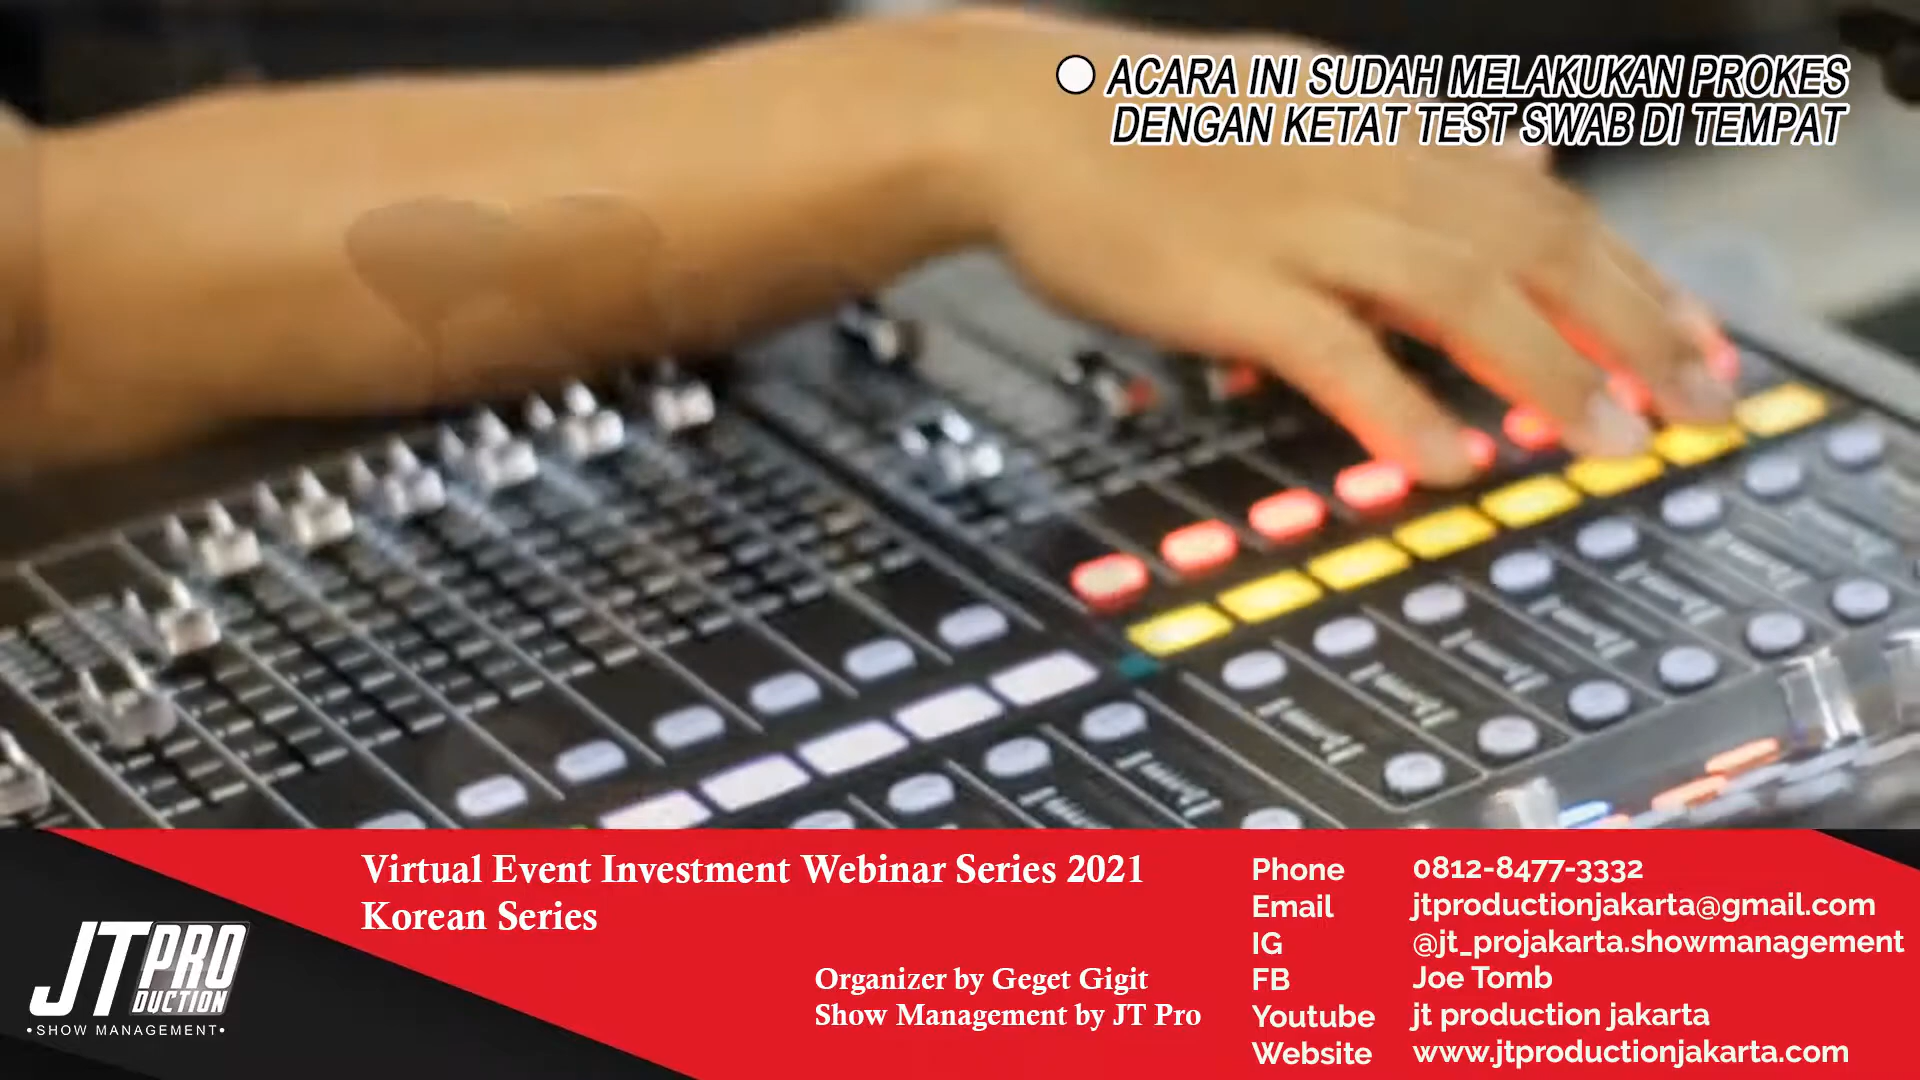 ACARA INI SUDAH MELAKUKAN PROKES
DENGAN KETAT TEST SWAB DI TEMPAT
Virtual Event Investment Webinar Series 2021
Korean Series
Organizer by Geget Gigit
Show Management by JT Pro
Phone 0812-8477-3332
Email jtproductionjakarta@gmail.com
IG @jt_projakarta.showmanagement
FB Joe Tomb
Youtube jt production jakarta
Website www.jtproductionjakarta.com
JT PRO
DUCTION
•SHOW MANAGEMENT•